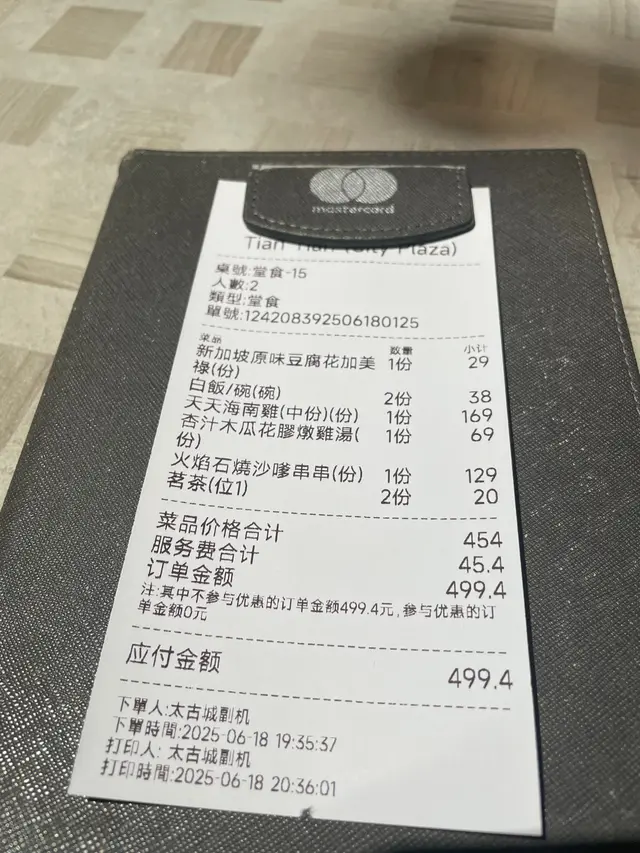 mastercard
Tian Tian (City Plaza)
桌號:堂食-15
人數:2
類型:堂食
單號:124208392506180125
菜品 数量 小计
新加坡原味豆腐花加美 1份 29
祿(份)
白飯/碗(碗) 2份 38
天天海南雞(中份)(份) 1份 169
杏汁木瓜花膠燉雞湯( 1份 69
份)
火焰石燒沙嗲串串(份) 1份 129
茗茶(位1) 2份 20
菜品价格合计 454
服务费合计 45.4
订单金额 499.4
注:其中不参与优惠的订单金额499.4元,参与优惠的订
单金额0元
应付金额 499.4
下單人:太古城副机
下單時間:2025-06-18 19:35:37
打印人: 太古城副机
打印時間:2025-06-18 20:36:01